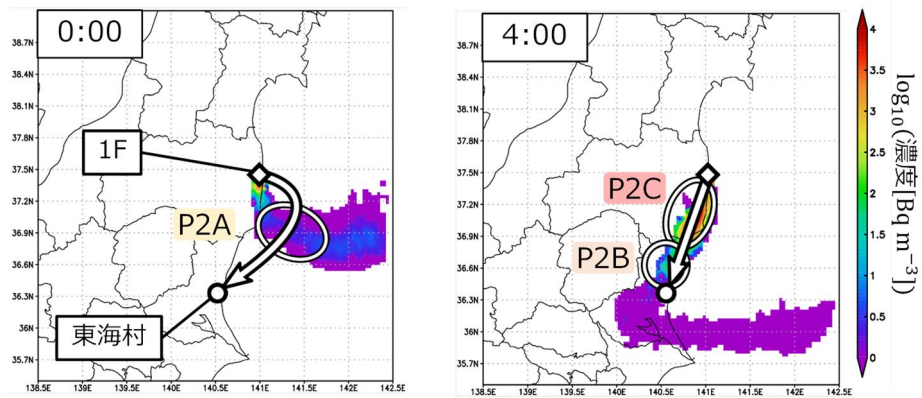 0:00
38.7N
38.4N
38.1N
37.8N
37.5N
37.2N
36.9N
36.6N
36.3N
36N
35.7N
138.5E
139E
139.5E
140E
140.5E
141E
141.5E
142E
142.5E
1F
P2A
東海村
4:00
38.7N
38.4N
38.1N
37.8N
37.5N
37.2N
36.9N
36.6N
36.3N
36N
35.7N
138.5E
139E
139.5E
140E
140.5E
141E
141.5E
142E
142.5E
P2C
P2B
4
3.5
3
2.5
2
1.5
1
0.5
0
log₁₀(濃度[Bq m⁻³])